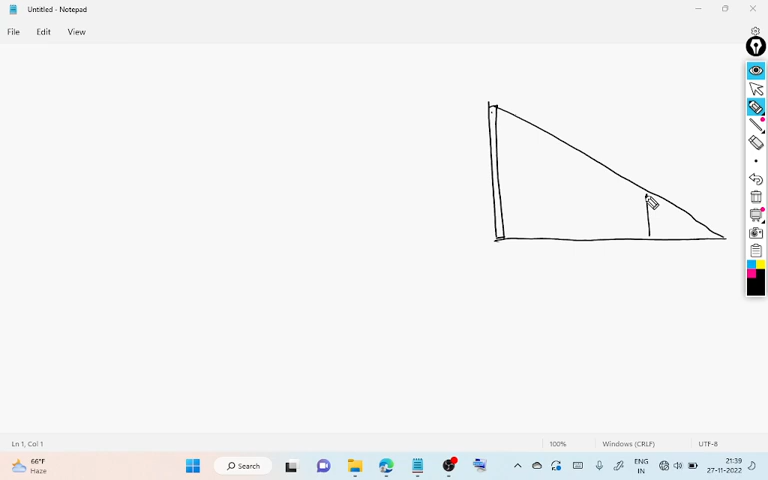 Untitled - Notepad
File Edit View
Ln 1, Col 1 100% Windows (CRLF) UTF-8
66°F
Haze
Search
ENG
IN
21:39
27-11-2022